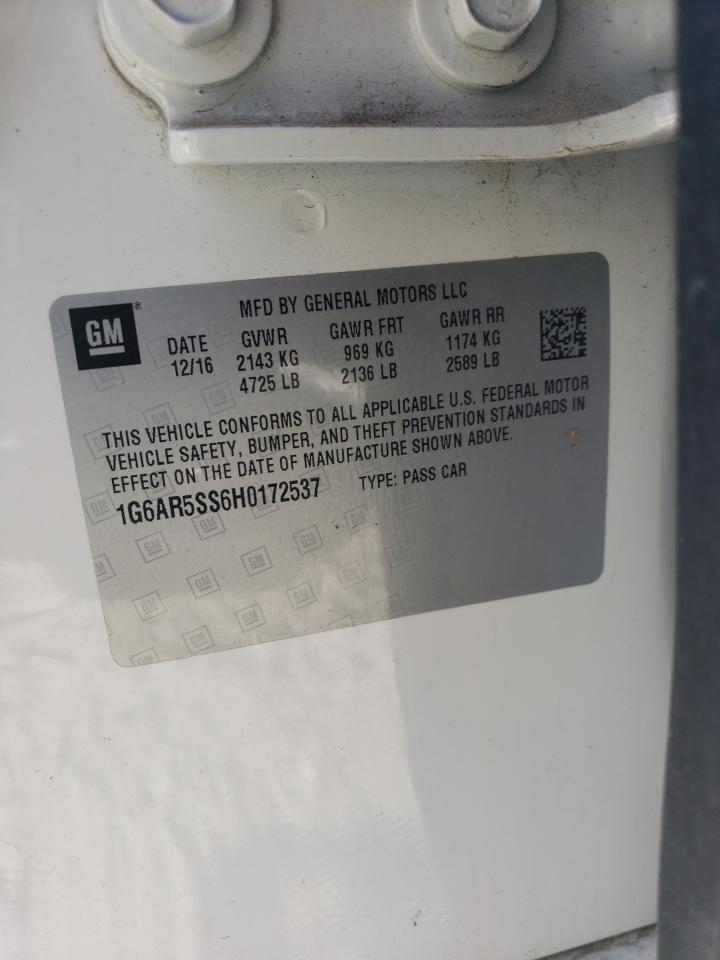 GM ® MFD BY GENERAL MOTORS LLC
DATE GVWR GAWR FRT GAWR RR
12/16 2143 KG 969 KG 1174 KG
4725 LB 2136 LB 2589 LB
THIS VEHICLE CONFORMS TO ALL APPLICABLE U.S. FEDERAL MOTOR
VEHICLE SAFETY, BUMPER, AND THEFT PREVENTION STANDARDS IN
EFFECT ON THE DATE OF MANUFACTURE SHOWN ABOVE.
1G6AR5SS6H0172537 TYPE: PASS CAR